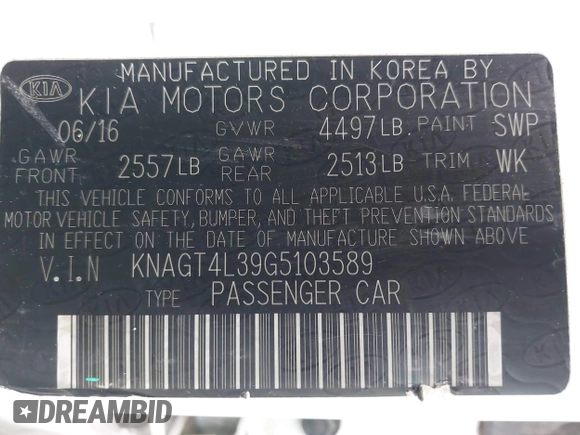 MANUFACTURED IN KOREA BY
KIA KIA MOTORS CORPORATION
06/16 GVWR 4497LB. PAINT SWP
GAWR FRONT 2557LB GAWR REAR 2513LB TRIM WK
THIS VEHICLE CONFORMS TO ALL APPLICABLE U.S.A. FEDERAL
MOTOR VEHICLE SAFETY, BUMPER, AND THEFT PREVENTION STANDARDS
IN EFFECT ON THE DATE OF MANUFACTURE SHOWN ABOVE
V.I.N KNAGT4L39G5103589
TYPE PASSENGER CAR
DREAMBID